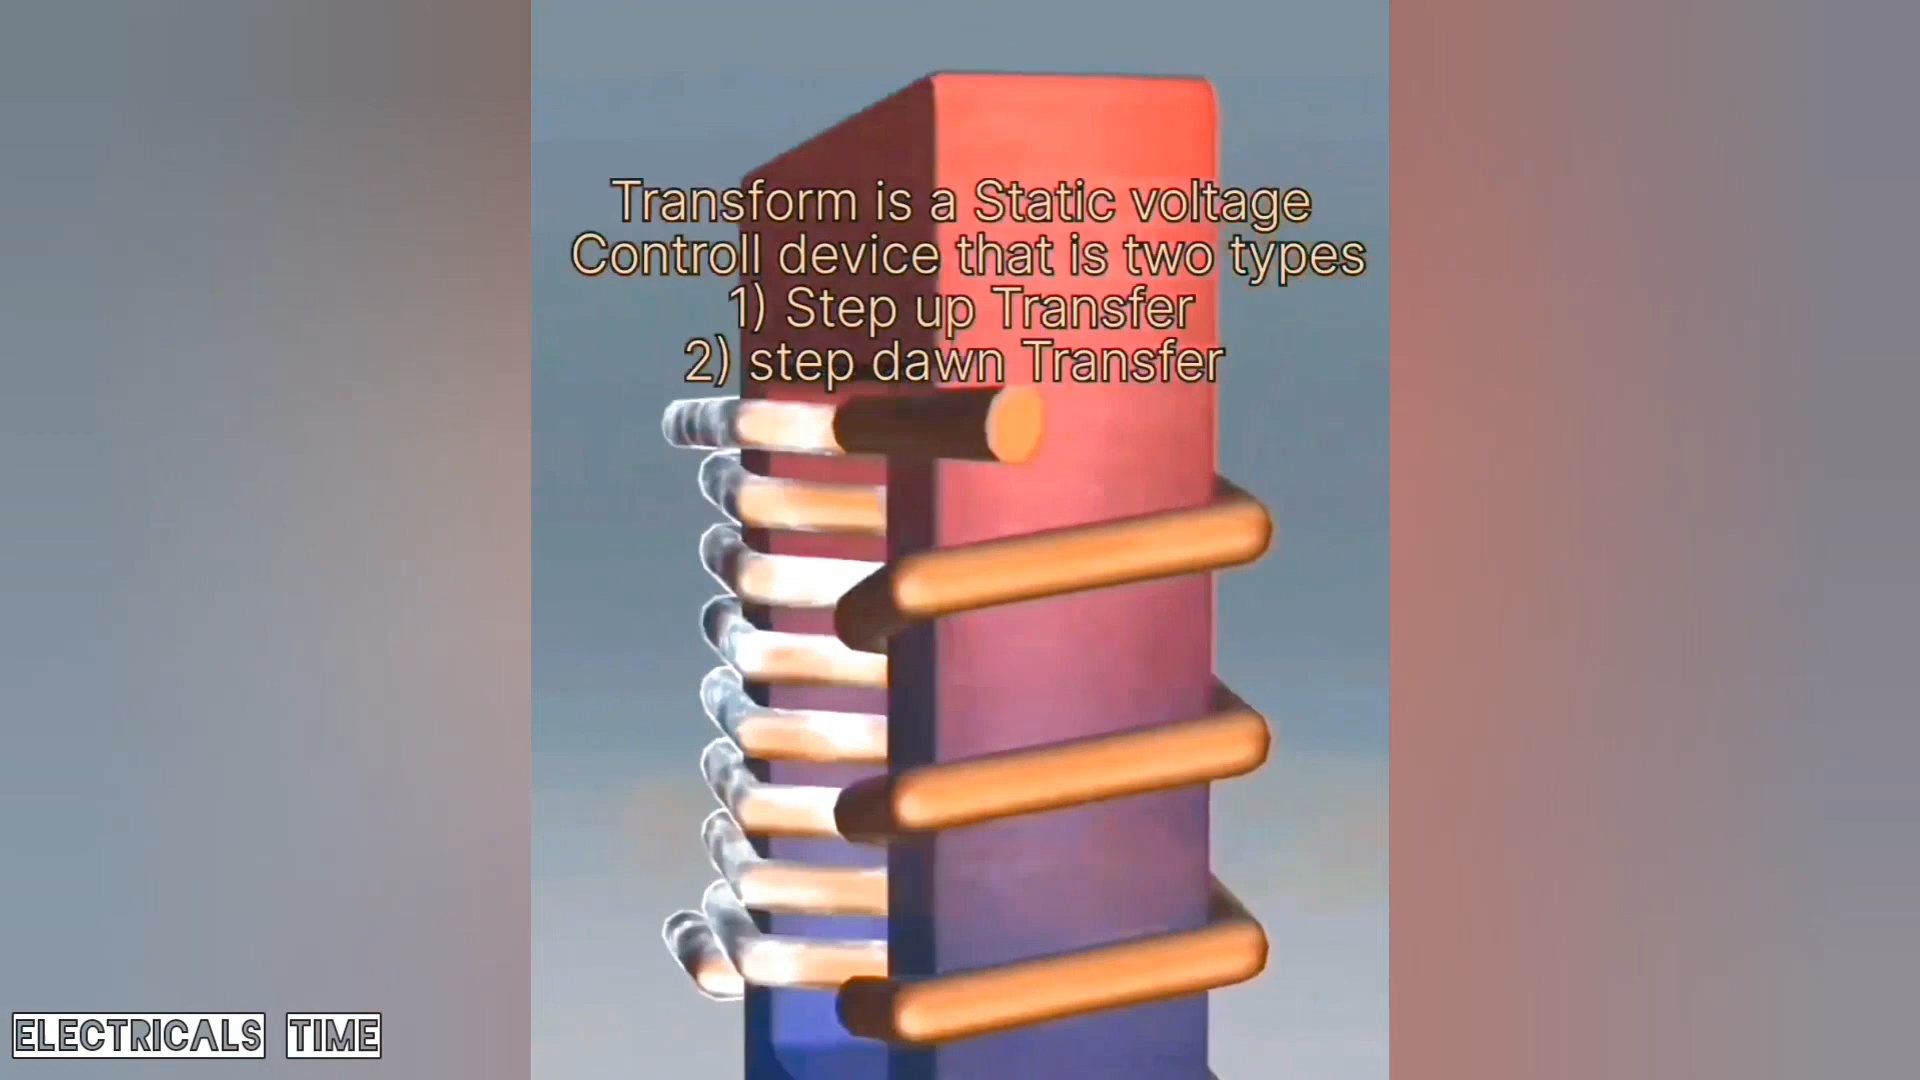 Transform is a Static voltage
Controll device that is two types
1) Step up Transfer
2) step dawn Transfer
ELECTRICALS TIME